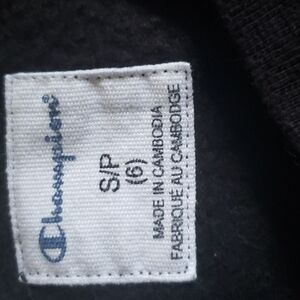 Champion
S/P
(6)
MADE IN CAMBODIA
FABRIQUÉ AU CAMBODGE